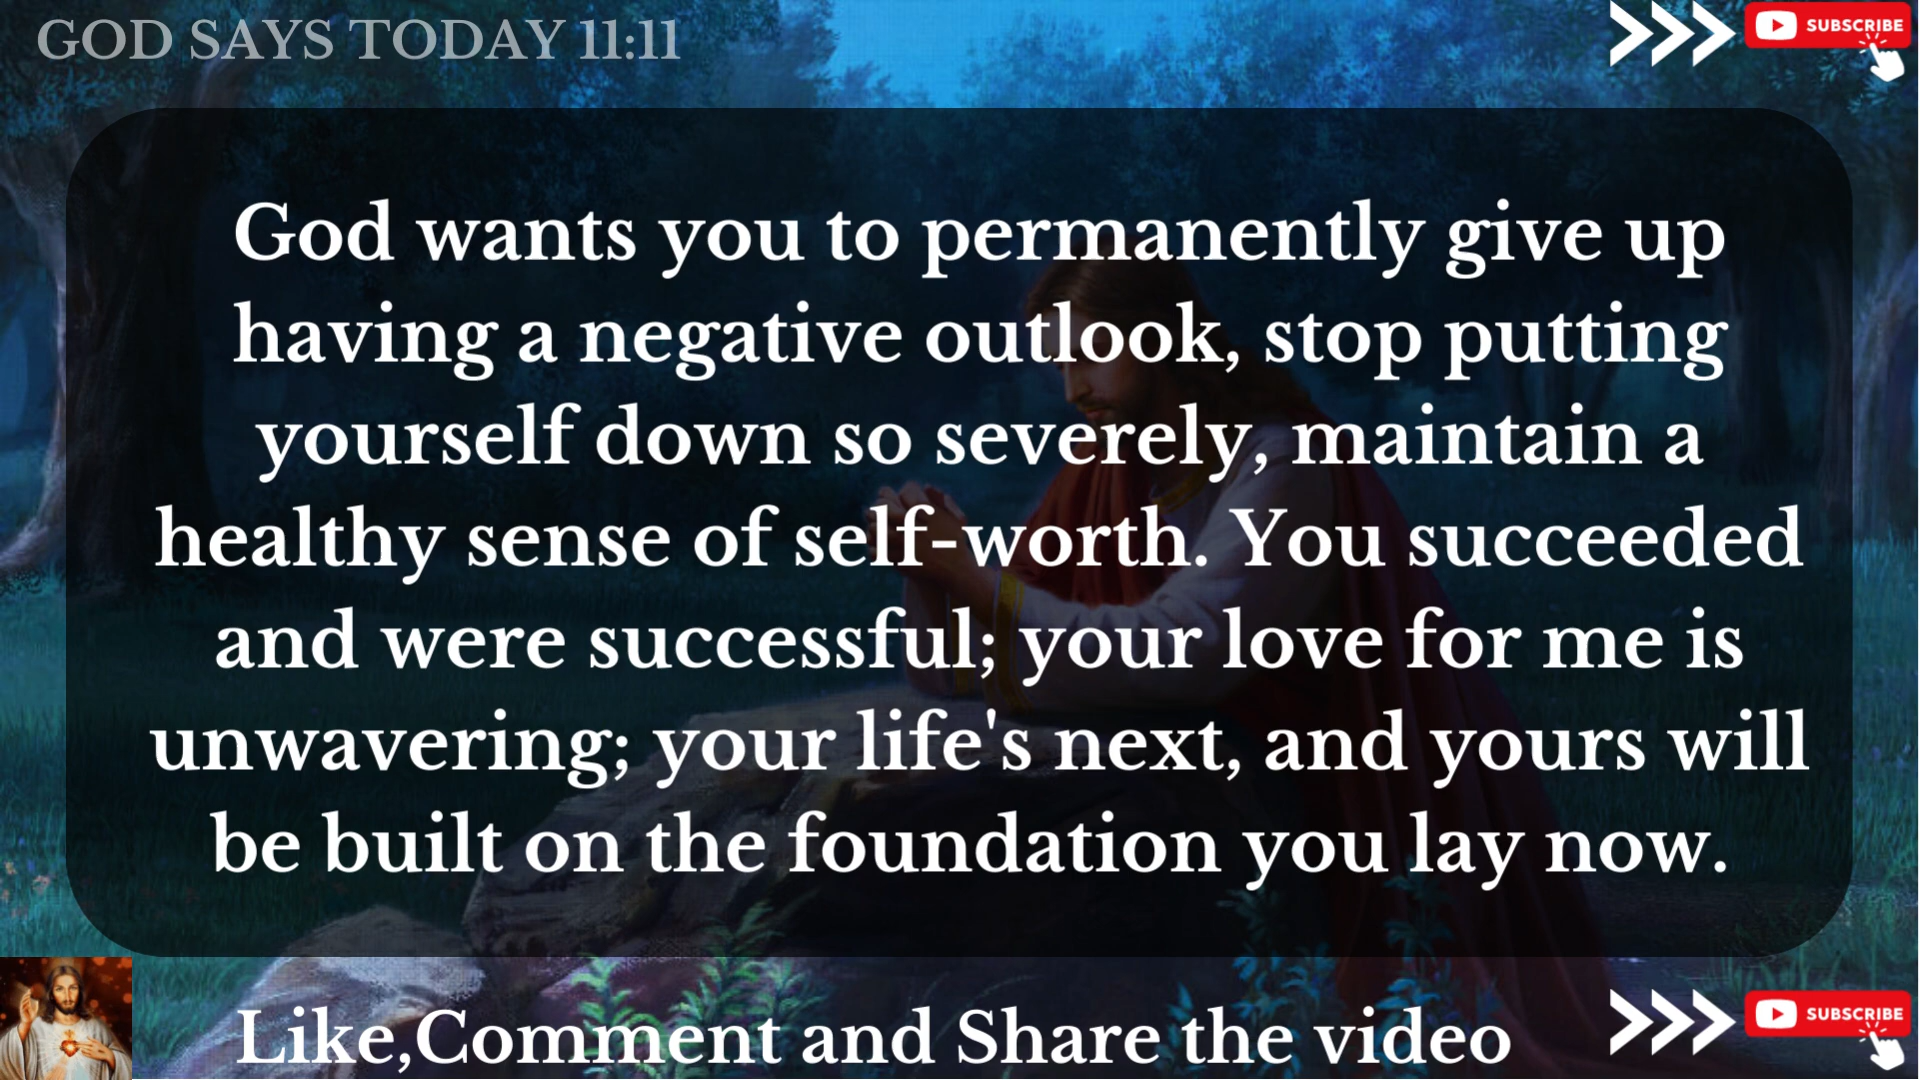 GOD SAYS TODAY 11:11
SUBSCRIBE
God wants you to permanently give up
having a negative outlook, stop putting
yourself down so severely, maintain a
healthy sense of self-worth. You succeeded
and were successful; your love for me is
unwavering; your life's next, and yours will
be built on the foundation you lay now.
Like,Comment and Share the video
SUBSCRIBE